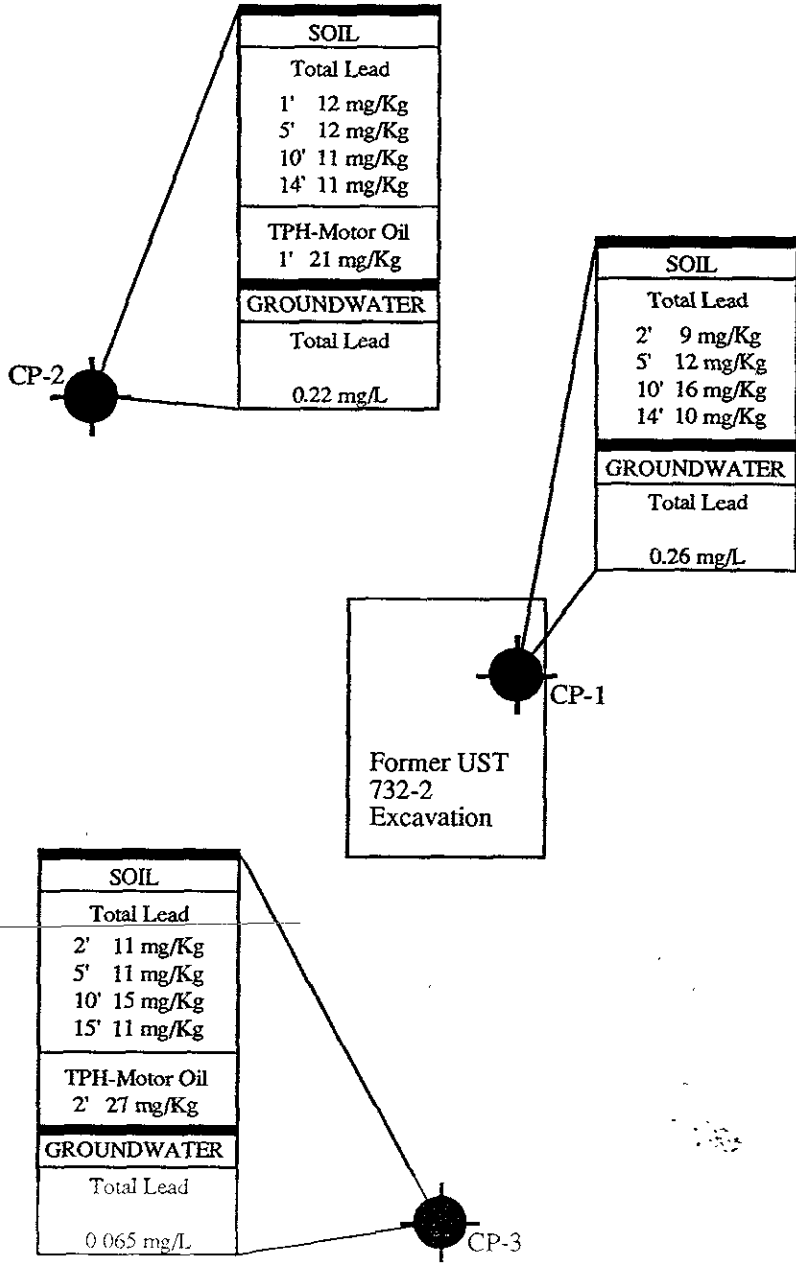 SOIL
Total Lead
1' 12 mg/Kg
5' 12 mg/Kg
10' 11 mg/Kg
14' 11 mg/Kg
TPH-Motor Oil
1' 21 mg/Kg
GROUNDWATER
Total Lead
0.22 mg/L
CP-2
SOIL
Total Lead
2' 9 mg/Kg
5' 12 mg/Kg
10' 16 mg/Kg
14' 10 mg/Kg
GROUNDWATER
Total Lead
0.26 mg/L
CP-1
Former UST
732-2
Excavation
SOIL
Total Lead
2' 11 mg/Kg
5' 11 mg/Kg
10' 15 mg/Kg
15' 11 mg/Kg
TPH-Motor Oil
2' 27 mg/Kg
GROUNDWATER
Total Lead
0 065 mg/L
CP-3